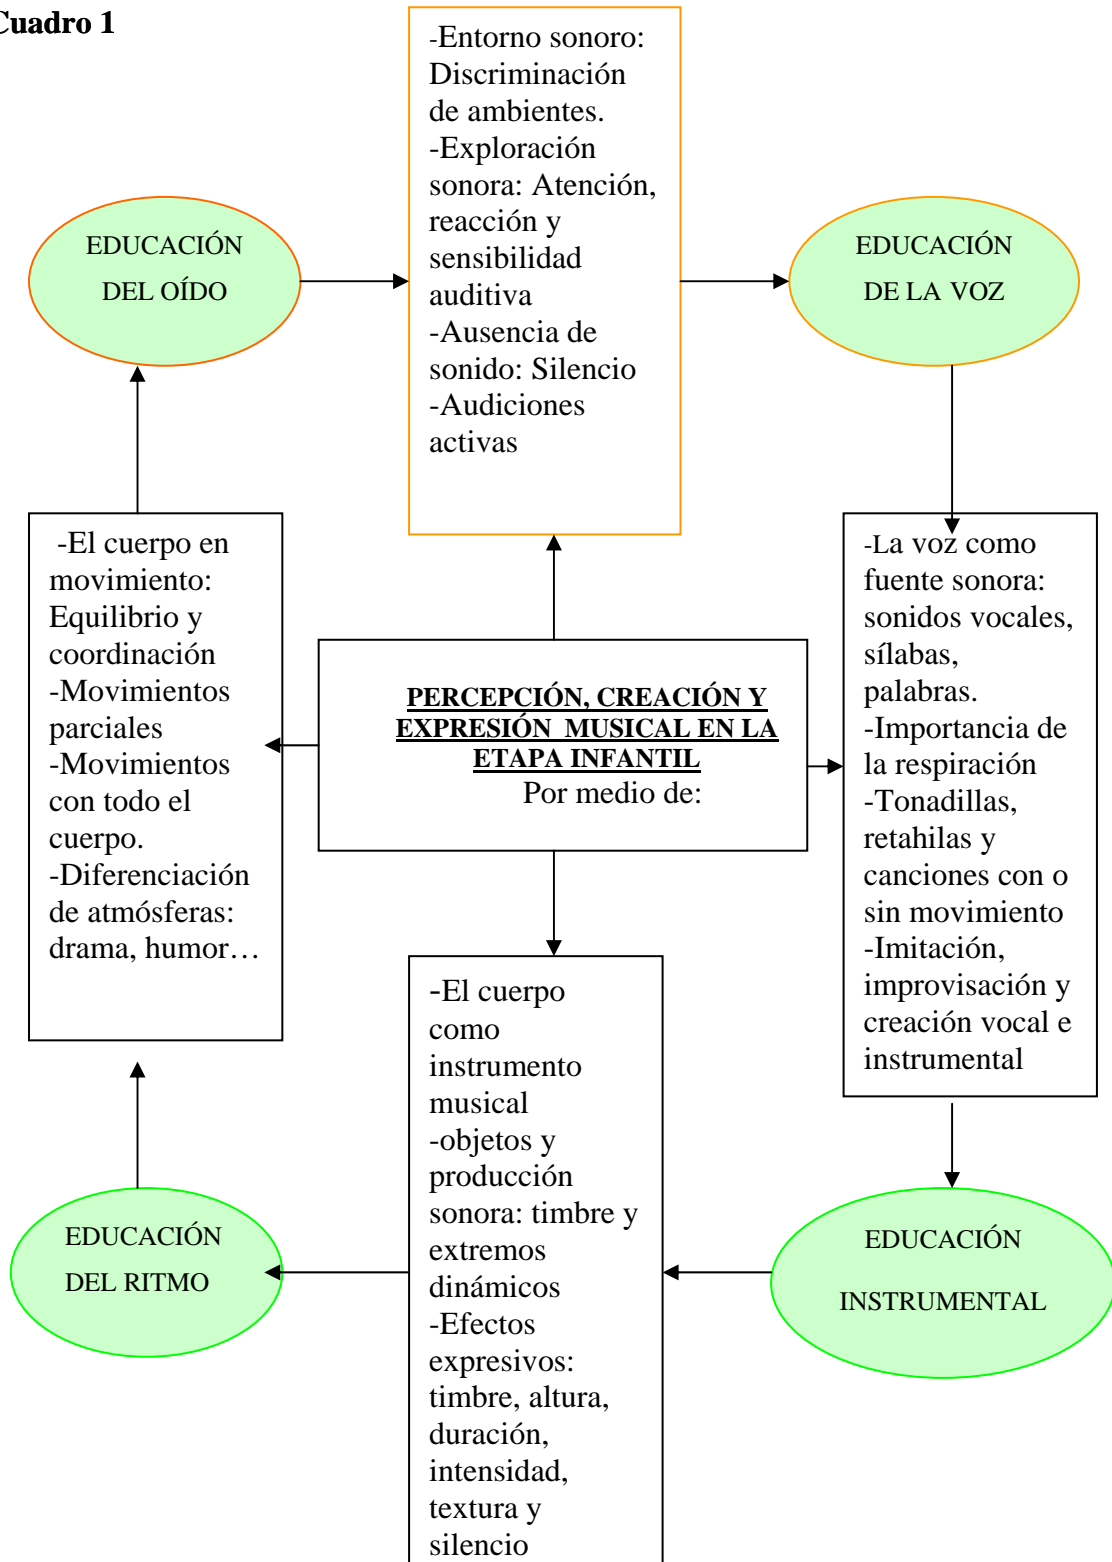 Cuadro 1
-Entorno sonoro:
Discriminación
de ambientes.
-Exploración
sonora: Atención,
reacción y
sensibilidad
auditiva
-Ausencia de
sonido: Silencio
-Audiciones
activas
EDUCACIÓN
DEL OÍDO
EDUCACIÓN
DE LA VOZ
-El cuerpo en
movimiento:
Equilibrio y
coordinación
-Movimientos
parciales
-Movimientos
con todo el
cuerpo.
-Diferenciación
de atmósferas:
drama, humor…
PERCEPCIÓN, CREACIÓN Y
EXPRESIÓN MUSICAL EN LA
ETAPA INFANTIL
Por medio de:
-La voz como
fuente sonora:
sonidos vocales,
sílabas,
palabras.
-Importancia de
la respiración
-Tonadillas,
retahilas y
canciones con o
sin movimiento
-Imitación,
improvisación y
creación vocal e
instrumental
-El cuerpo
como
instrumento
musical
-objetos y
producción
sonora: timbre y
extremos
dinámicos
-Efectos
expresivos:
timbre, altura,
duración,
intensidad,
textura y
silencio
EDUCACIÓN
DEL RITMO
EDUCACIÓN
INSTRUMENTAL